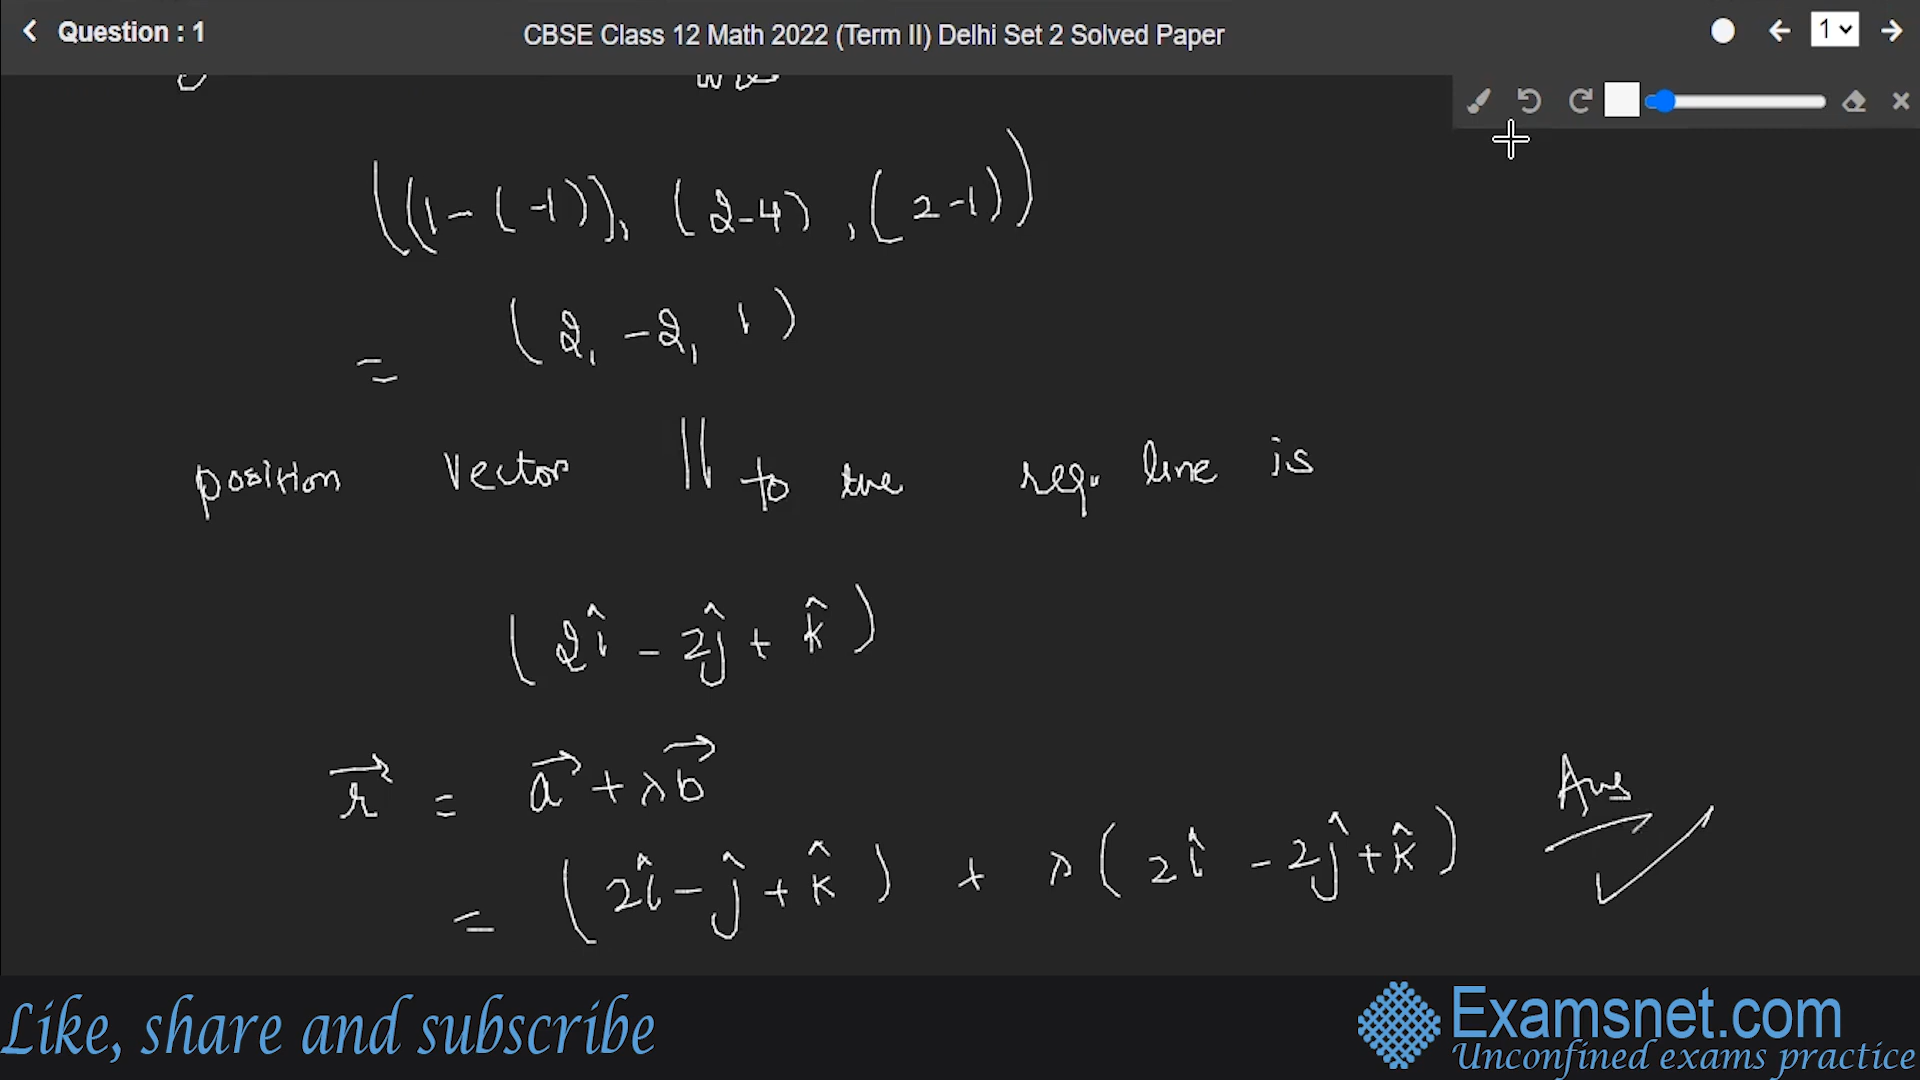 Question : 1
CBSE Class 12 Math 2022 (Term II) Delhi Set 2 Solved Paper
1
((1-(-1)), (2-4), (2-1))
= (2, -2, 1)
position vector || to the req. line is
(2î - 2ĵ + k̂)
r⃗ = a⃗ + λb⃗
= (2î - ĵ + k̂) + λ(2î - 2ĵ + k̂) Ans
Like, share and subscribe
Examsnet.com
Unconfined exams practice